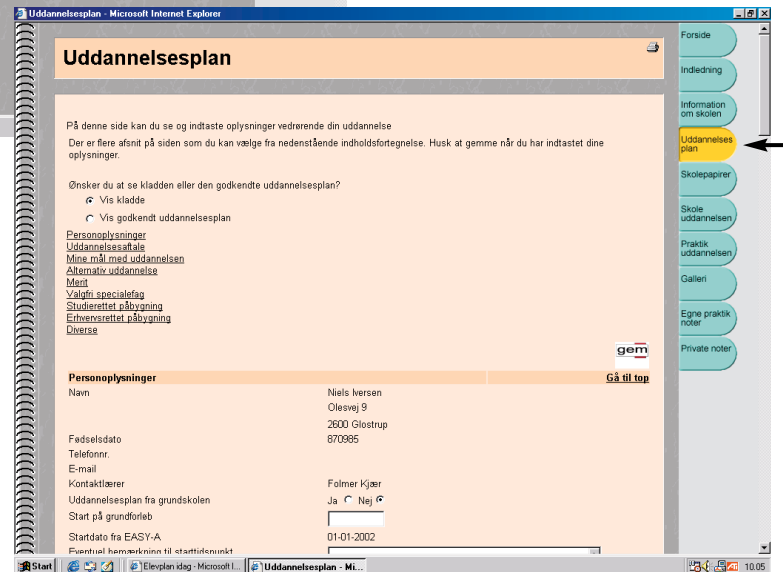 Uddannelsesplan - Microsoft Internet Explorer
Uddannelsesplan
På denne side kan du se og indtaste oplysninger vedrørende din uddannelse
Der er flere afsnit på siden som du kan vælge fra nedenstående indholdsfortegnelse. Husk at gemme når du har indtastet dine
oplysninger.
Ønsker du at se kladden eller den godkendte uddannelsesplan?
Vis kladde
Vis godkendt uddannelsesplan
Personoplysninger
Uddannelsesaftale
Mine mål med uddannelsen
Alternativ uddannelse
Merit
Valgfri specialefag
Studierettet påbygning
Erhvervsrettet påbygning
Diverse
gem
Personoplysninger Gå til top
Navn Niels Iversen
Olesvej 9
2600 Glostrup
Fødselsdato 870985
Telefonnr.
E-mail
Kontaktlærer Folmer Kjær
Uddannelsesplan fra grundskolen Ja Nej
Start på grundforløb
Startdato fra EASY-A 01-01-2002
Eventuel bemærkning til starttidspunkt
Forside
Indledning
Information
om skolen
Uddannelses
plan
Skolepapirer
Skole
uddannelsen
Praktik
uddannelsen
Galleri
Egne praktik
noter
Private noter
Start Elevplan idag - Microsoft I... Uddannelsesplan - Mi... 10.05